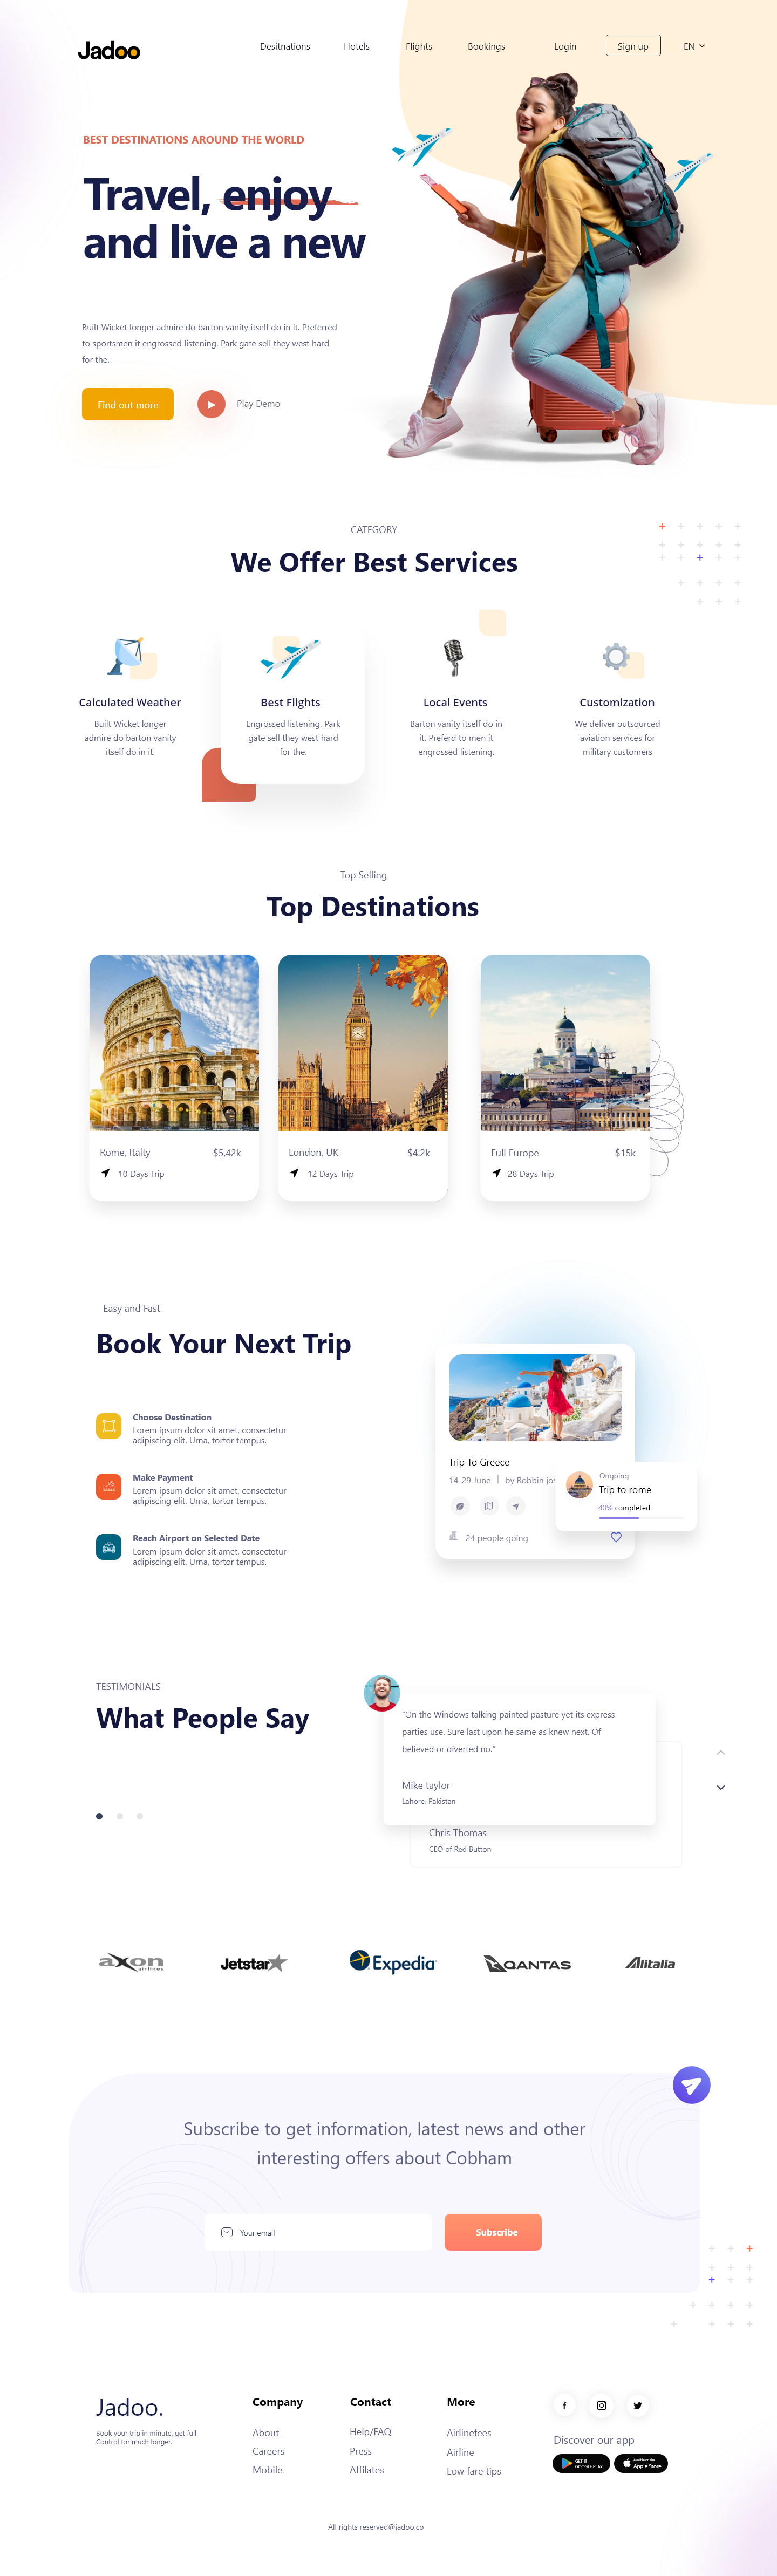 Jadoo
Desitnations
Hotels
Flights
Bookings
Login
Sign up
EN
BEST DESTINATIONS AROUND THE WORLD
Travel, enjoy
and live a new
Built Wicket longer admire do barton vanity itself do in it. Preferred
to sportsmen it engrossed listening. Park gate sell they west hard
for the.
Find out more
Play Demo
CATEGORY
We Offer Best Services
Calculated Weather
Built Wicket longer
admire do barton vanity
itself do in it.
Best Flights
Engrossed listening. Park
gate sell they west hard
for the.
Local Events
Barton vanity itself do in
it. Preferd to men it
engrossed listening.
Customization
We deliver outsourced
aviation services for
military customers
Top Selling
Top Destinations
Rome, Italty
$5,42k
10 Days Trip
London, UK
$4.2k
12 Days Trip
Full Europe
$15k
28 Days Trip
Easy and Fast
Book Your Next Trip
Choose Destination
Lorem ipsum dolor sit amet, consectetur
adipiscing elit. Urna, tortor tempus.
Make Payment
Lorem ipsum dolor sit amet, consectetur
adipiscing elit. Urna, tortor tempus.
Reach Airport on Selected Date
Lorem ipsum dolor sit amet, consectetur
adipiscing elit. Urna, tortor tempus.
Trip To Greece
14-29 June | by Robbin jos
24 people going
Ongoing
Trip to rome
40% completed
TESTIMONIALS
What People Say
“On the Windows talking painted pasture yet its express
parties use. Sure last upon he same as knew next. Of
believed or diverted no.”
Mike taylor
Lahore, Pakistan
Chris Thomas
CEO of Red Button
axon
airlines
Jetstar
Expedia
QANTAS
Alitalia
Subscribe to get information, latest news and other
interesting offers about Cobham
Your email
Subscribe
Jadoo.
Book your trip in minute, get full
Control for much longer.
Company
About
Careers
Mobile
Contact
Help/FAQ
Press
Affilates
More
Airlinefees
Airline
Low fare tips
Discover our app
GET IT
GOOGLE PLAY
Available on the
Apple Store
All rights reserved@jadoo.co